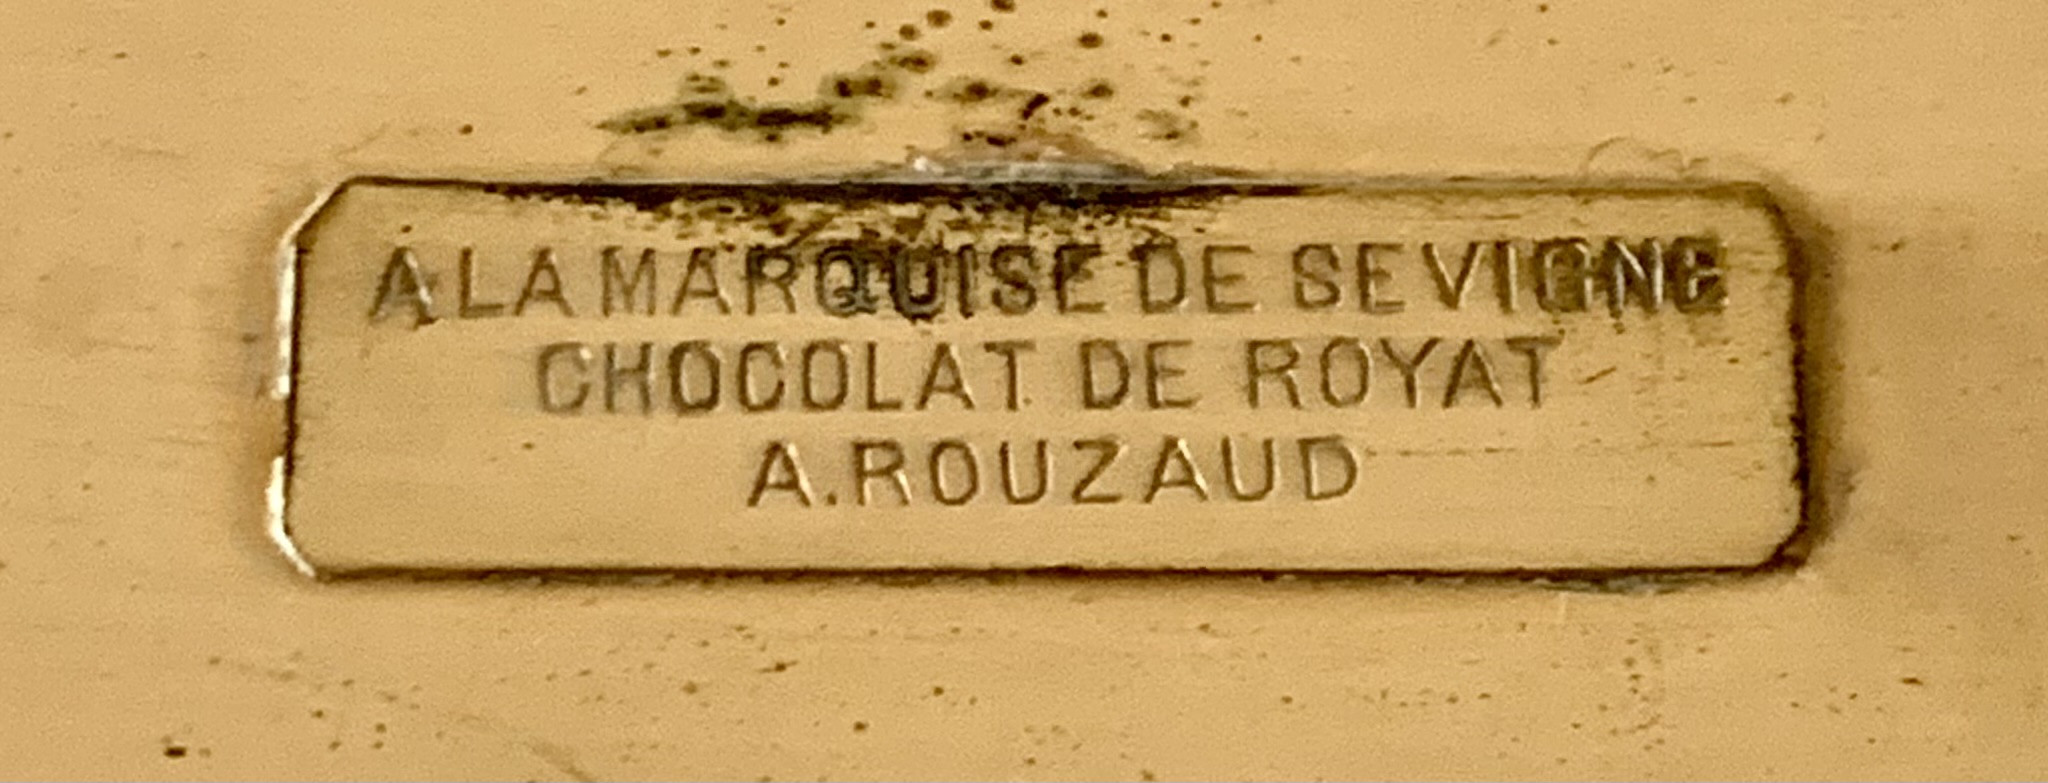 A LA MARQUISE DE SEVIGNE
CHOCOLAT DE ROYAT
A.ROUZAUD